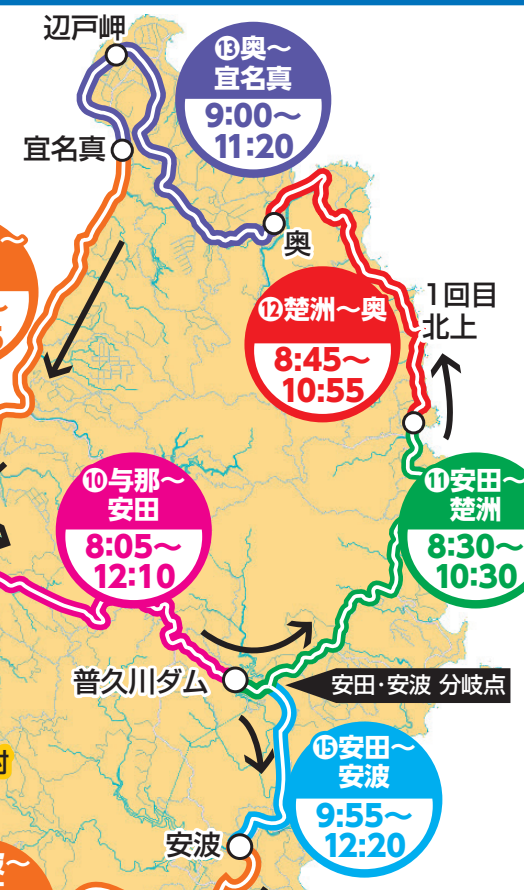 辺戸岬
⑬奥～
宜名真
9:00～
11:20
宜名真
奥
⑫楚洲～奥
8:45～
10:55
1回目
北上
⑩与那～
安田
8:05～
12:10
⑪安田～
楚洲
8:30～
10:30
普久川ダム
安田・安波 分岐点
⑮安田～
安波
9:55～
12:20
安波